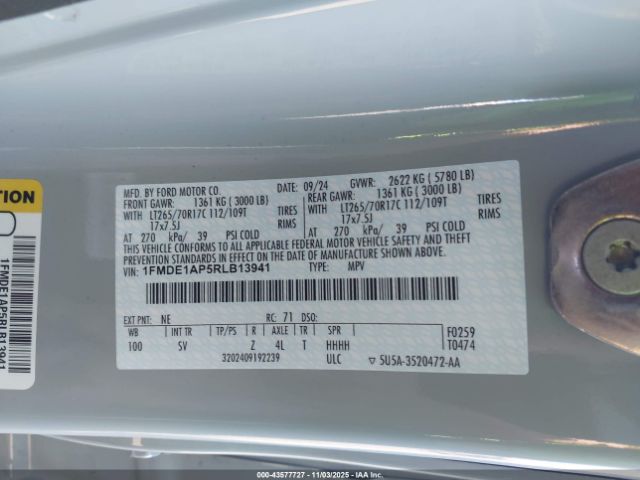 TION
1FMDE1AP5RLB13941
MFD. BY FORD MOTOR CO.
DATE: 09/24 GVWR: 2622 KG ( 5780 LB)
FRONT GAWR: 1361 KG ( 3000 LB)
REAR GAWR: 1361 KG ( 3000 LB)
WITH LT265/70R17C 112/109T TIRES
WITH LT265/70R17C 112/109T TIRES
17x7.5J RIMS
17x7.5J RIMS
AT 270 kPa/ 39 PSI COLD
AT 270 kPa/ 39 PSI COLD
THIS VEHICLE CONFORMS TO ALL APPLICABLE FEDERAL MOTOR VEHICLE SAFETY, BUMPER, AND THEFT PREVENTION STANDARDS IN EFFECT ON THE DATE OF MANUFACTURE SHOWN ABOVE.
VIN: 1FMDE1AP5RLB13941 TYPE: MPV
EXT PNT: NE RC: 71 DSO:
WB INT TR TP/PS R AXLE TR SPR F0259
100 SV Z 4L T HHHH T0474
3202409192239 ULC ▽ 5U5A-3520472-AA
00-43577727 - 11/03/2025 - IAAI.COM